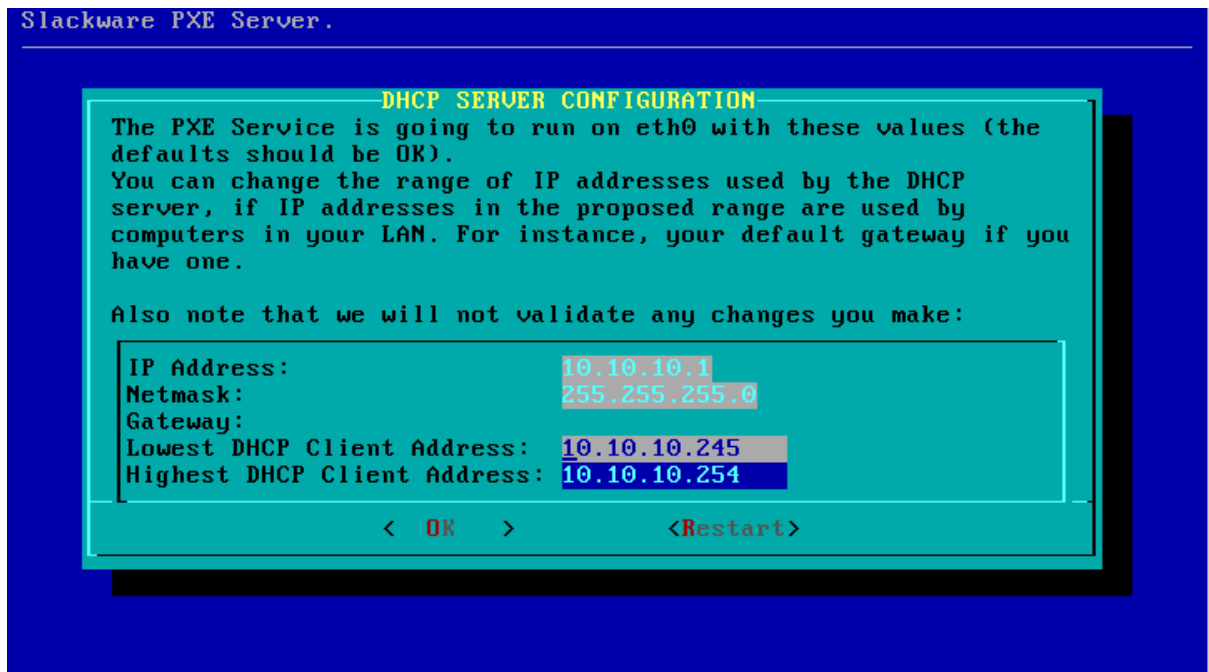 Slackware PXE Server.
DHCP SERVER CONFIGURATION
The PXE Service is going to run on eth0 with these values (the
defaults should be OK).
You can change the range of IP addresses used by the DHCP
server, if IP addresses in the proposed range are used by
computers in your LAN. For instance, your default gateway if you
have one.
Also note that we will not validate any changes you make:
IP Address: 10.10.10.1
Netmask: 255.255.255.0
Gateway:
Lowest DHCP Client Address: 10.10.10.245
Highest DHCP Client Address: 10.10.10.254
< OK > <Restart>